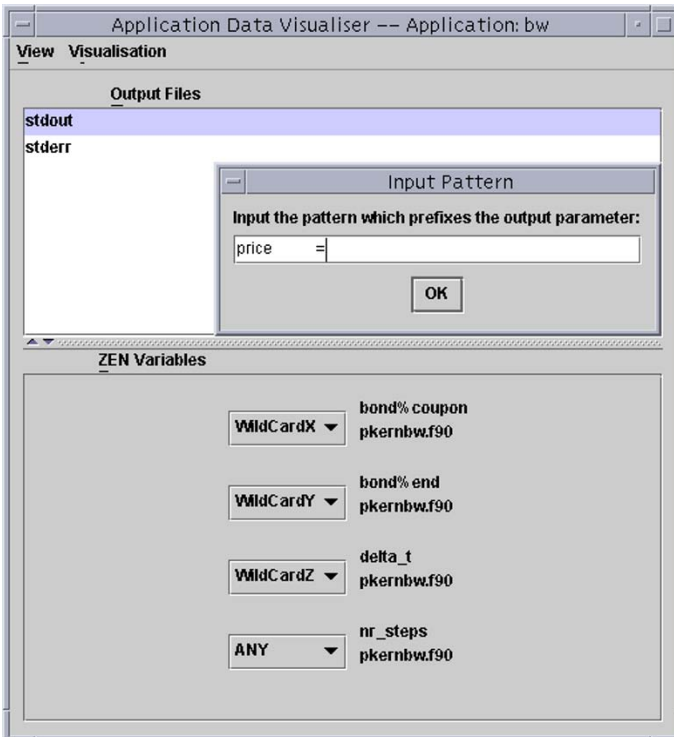 Application Data Visualiser -- Application: bw
View Visualisation
Output Files
stdout
stderr
Input Pattern
Input the pattern which prefixes the output parameter:
price =
OK
ZEN Variables
WildCardX bond%coupon
pkernbw.f90
WildCardY bond%end
pkernbw.f90
WildCardZ delta_t
pkernbw.f90
ANY nr_steps
pkernbw.f90